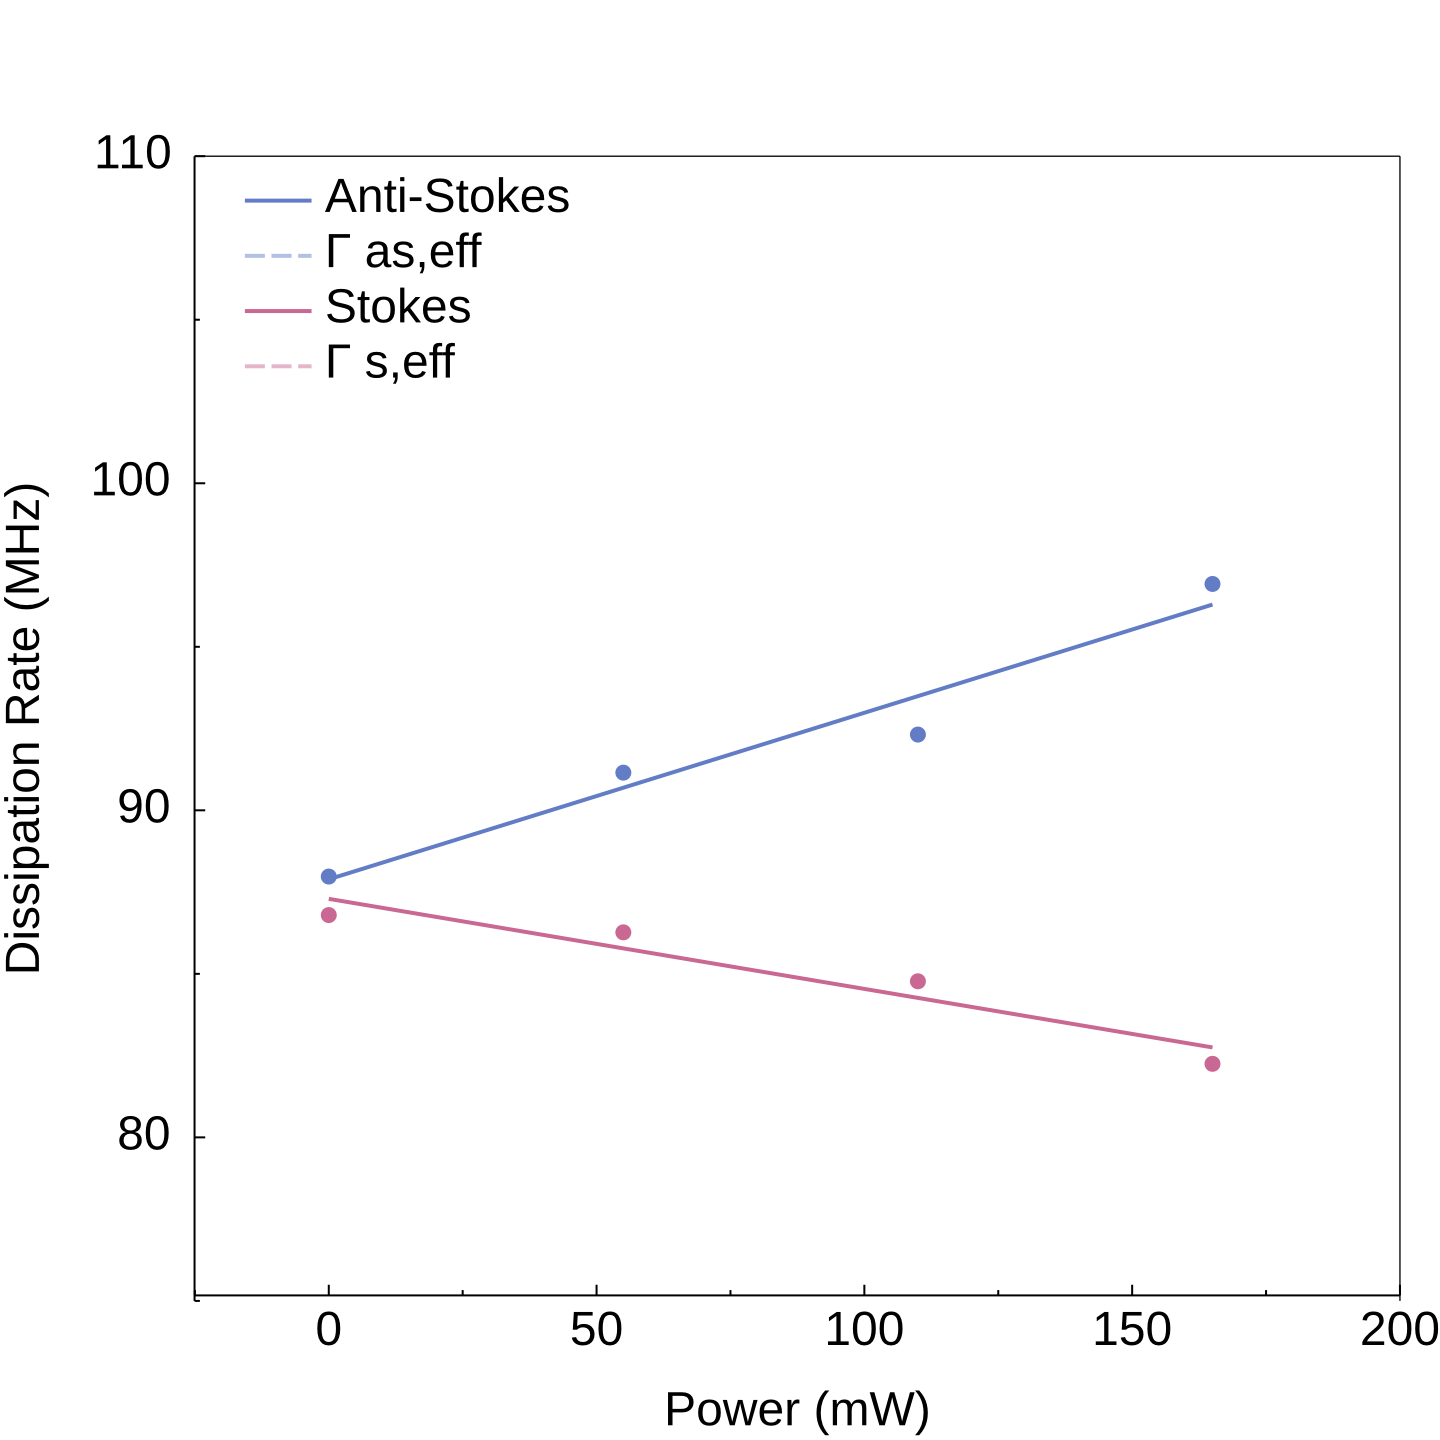 110
Anti-Stokes
Γ as,eff
Stokes
Γ s,eff
100
90
80
Dissipation Rate (MHz)
0 50 100 150 200
Power (mW)